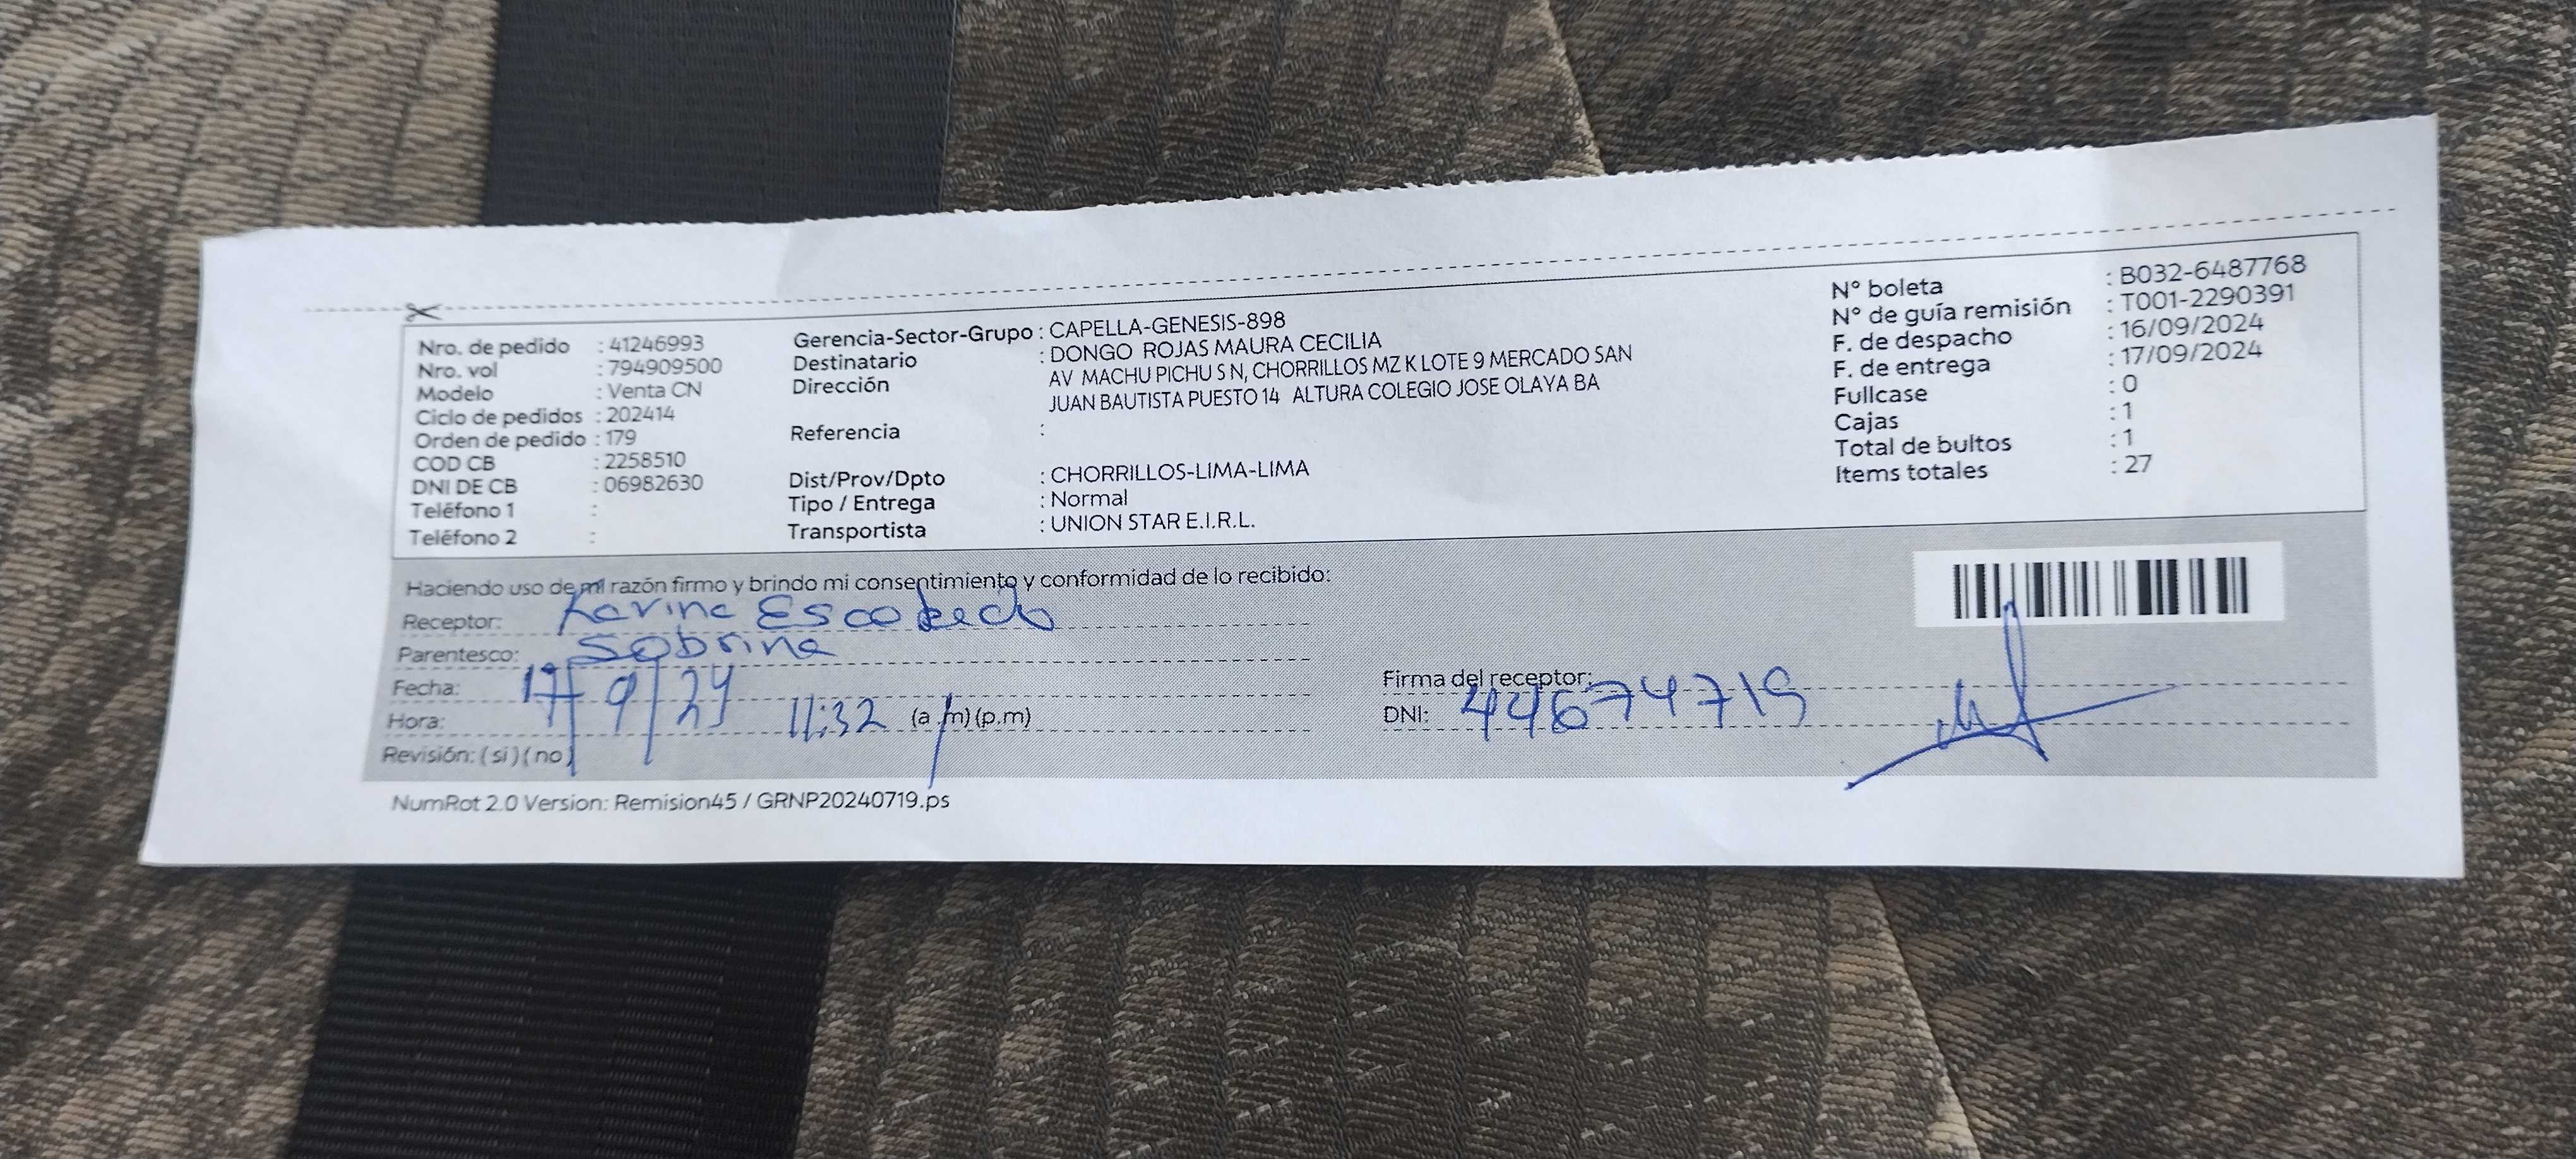 Nro. de pedido : 41246993
Nro. vol : 794909500
Modelo : Venta CN
Ciclo de pedidos : 202414
Orden de pedido : 179
COD CB : 2258510
DNI DE CB : 06982630
Teléfono 1 :
Teléfono 2 :
Gerencia-Sector-Grupo : CAPELLA-GENESIS-898
Destinatario : DONGO ROJAS MAURA CECILIA
Dirección AV MACHU PICHU S N, CHORRILLOS MZ K LOTE 9 MERCADO SAN
JUAN BAUTISTA PUESTO 14 ALTURA COLEGIO JOSE OLAYA BA
Referencia :
Dist/Prov/Dpto : CHORRILLOS-LIMA-LIMA
Tipo / Entrega : Normal
Transportista : UNION STAR E.I.R.L.
N° boleta : B032-6487768
N° de guía remisión : T001-2290391
F. de despacho : 16/09/2024
F. de entrega : 17/09/2024
Fullcase : 0
Cajas : 1
Total de bultos : 1
Items totales : 27
Haciendo uso de mi razón firmo y brindo mi consentimiento y conformidad de lo recibido:
Receptor: Karina Escobedo
Parentesco: Sobrina
Fecha: 17/9/24
Hora: 11:32 (a.m)(p.m)
Revisión: (si)(no)
Firma del receptor:
DNI: 44674719
NumRot 2.0 Version: Remision45 / GRNP20240719.ps